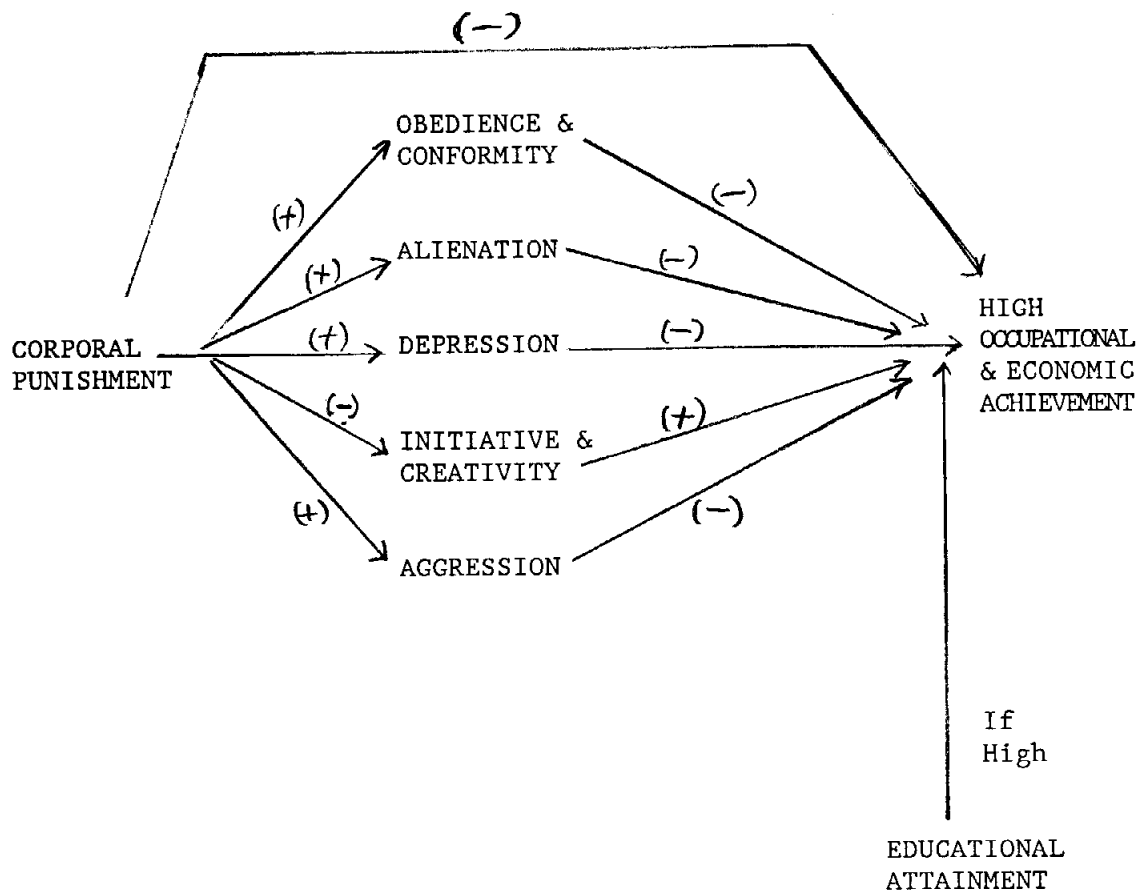 (-)
OBEDIENCE &
CONFORMITY
(-)
(+)
ALIENATION
(-)
(+)
HIGH
OCCUPATIONAL
& ECONOMIC
ACHIEVEMENT
CORPORAL
PUNISHMENT
(+)
DEPRESSION
(-)
(-)
INITIATIVE &
CREATIVITY
(+)
(+)
AGGRESSION
(-)
If
High
EDUCATIONAL
ATTAINMENT